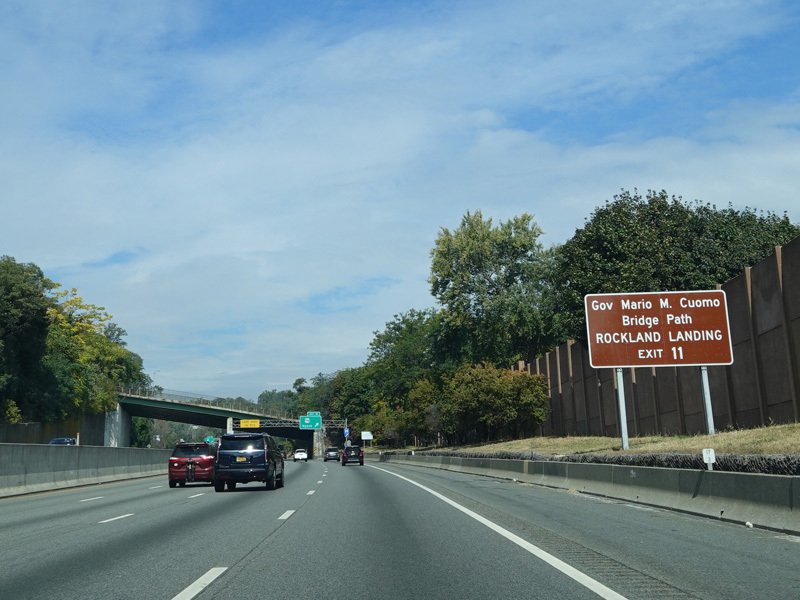 Gov Mario M. Cuomo
Bridge Path
ROCKLAND LANDING
EXIT 11